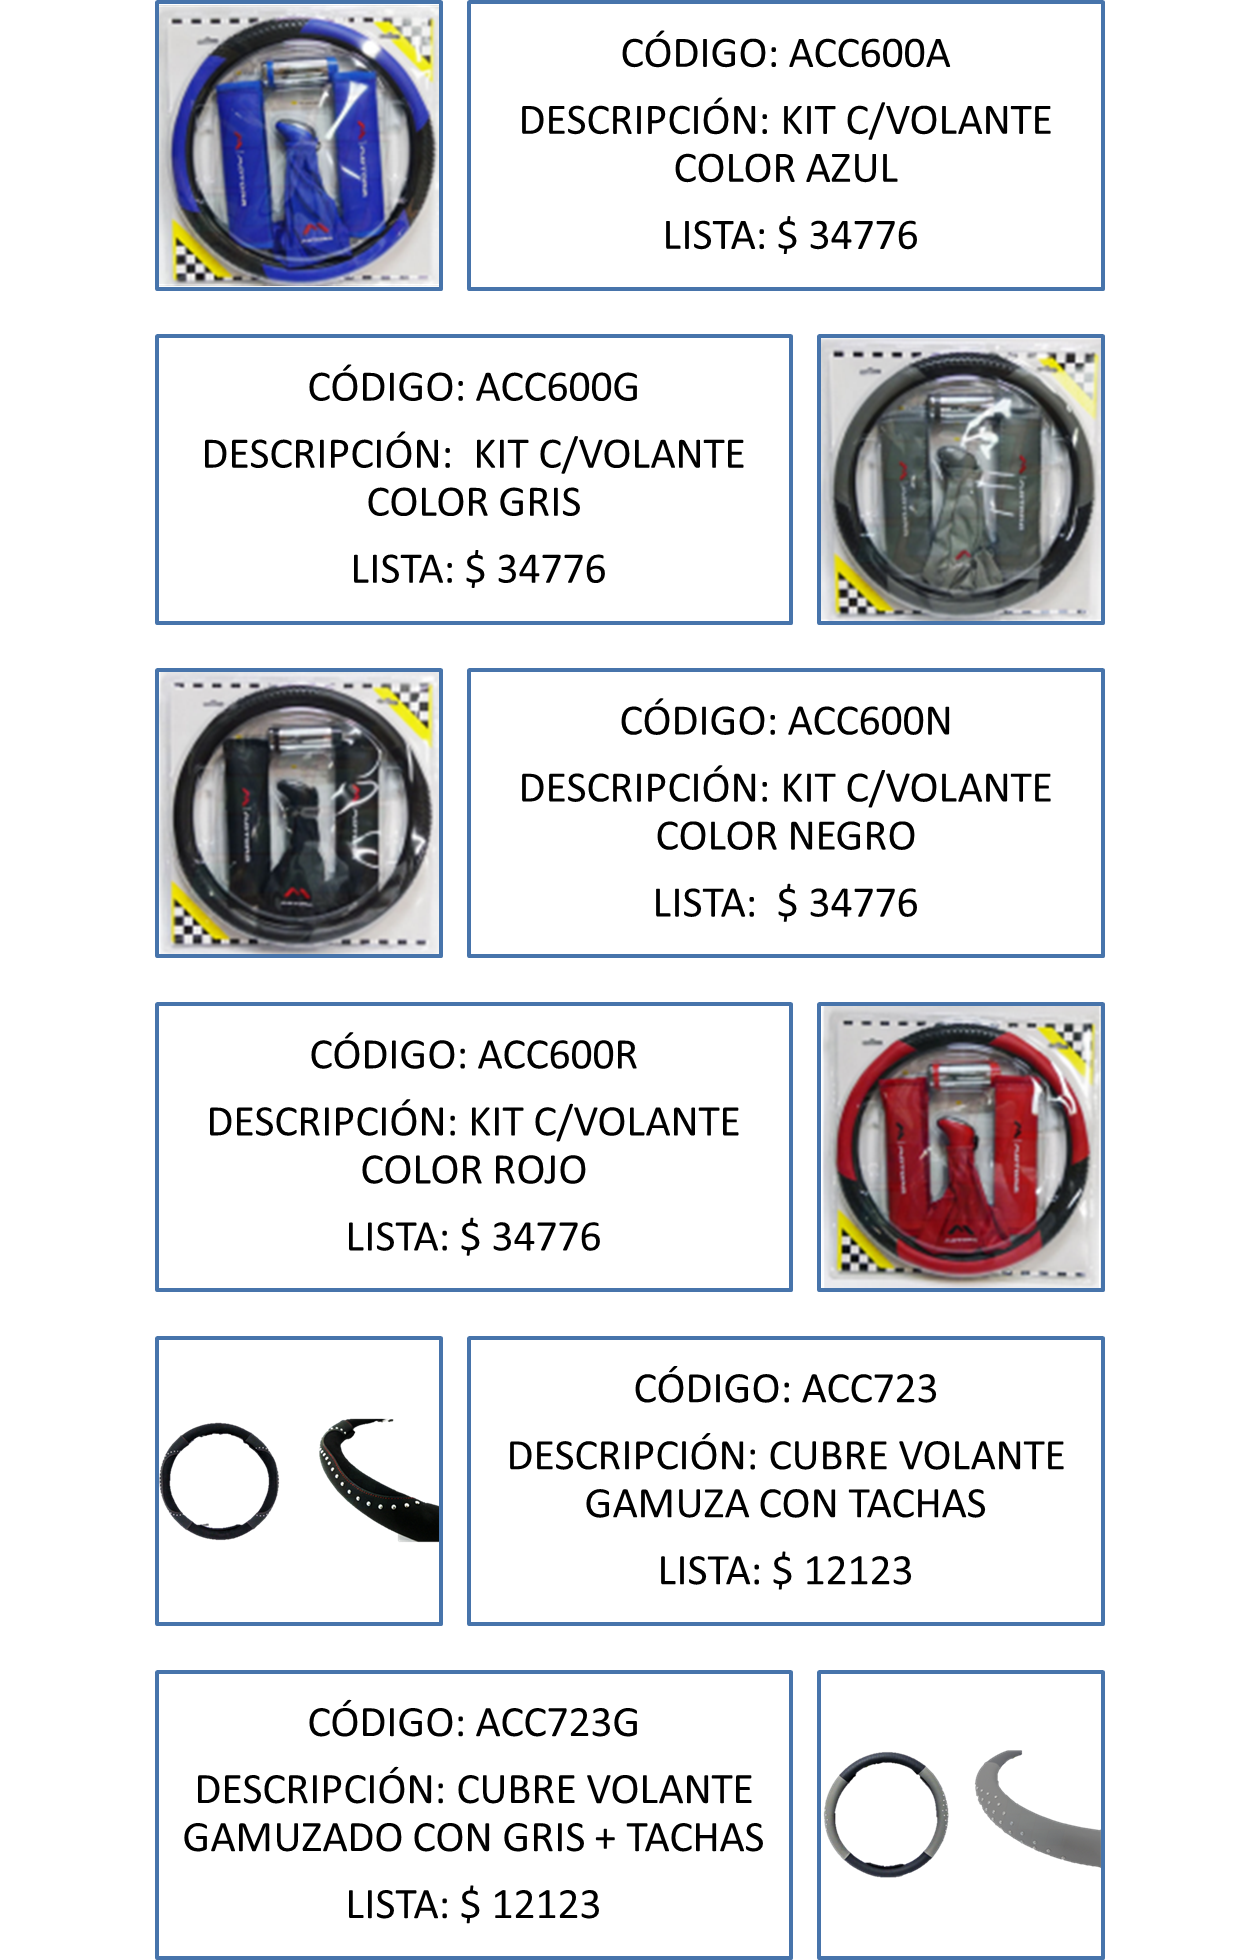 CÓDIGO: ACC600A
DESCRIPCIÓN: KIT C/VOLANTE
COLOR AZUL
LISTA: $ 34776
CÓDIGO: ACC600G
DESCRIPCIÓN: KIT C/VOLANTE
COLOR GRIS
LISTA: $ 34776
CÓDIGO: ACC600N
DESCRIPCIÓN: KIT C/VOLANTE
COLOR NEGRO
LISTA: $ 34776
CÓDIGO: ACC600R
DESCRIPCIÓN: KIT C/VOLANTE
COLOR ROJO
LISTA: $ 34776
CÓDIGO: ACC723
DESCRIPCIÓN: CUBRE VOLANTE
GAMUZA CON TACHAS
LISTA: $ 12123
CÓDIGO: ACC723G
DESCRIPCIÓN: CUBRE VOLANTE
GAMUZADO CON GRIS + TACHAS
LISTA: $ 12123